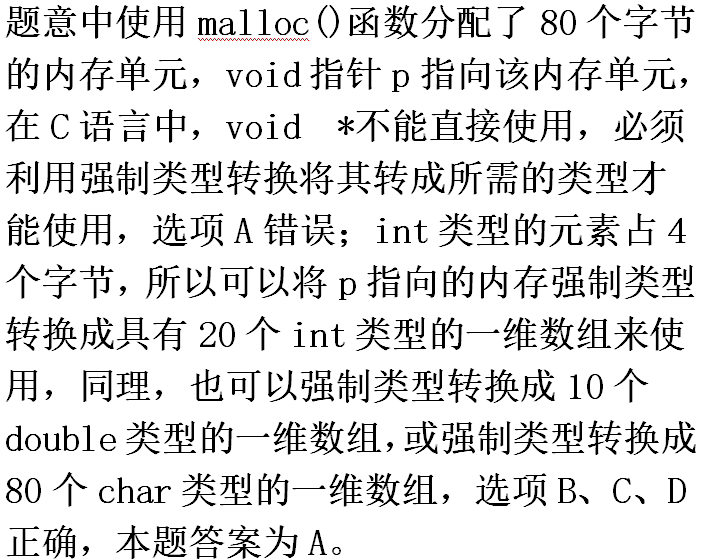 题意中使用 malloc()函数分配了 80 个字节
的内存单元，void 指针 p 指向该内存单元，
在 C 语言中，void  *不能直接使用，必须
利用强制类型转换将其转成所需的类型才
能使用，选项 A 错误；int 类型的元素占 4
个字节，所以可以将 p 指向的内存强制类型
转换成具有 20 个 int 类型的一维数组来使
用，同理，也可以强制类型转换成 10 个
double 类型的一维数组，或强制类型转换成
80 个 char 类型的一维数组，选项 B、C、D
正确，本题答案为 A。